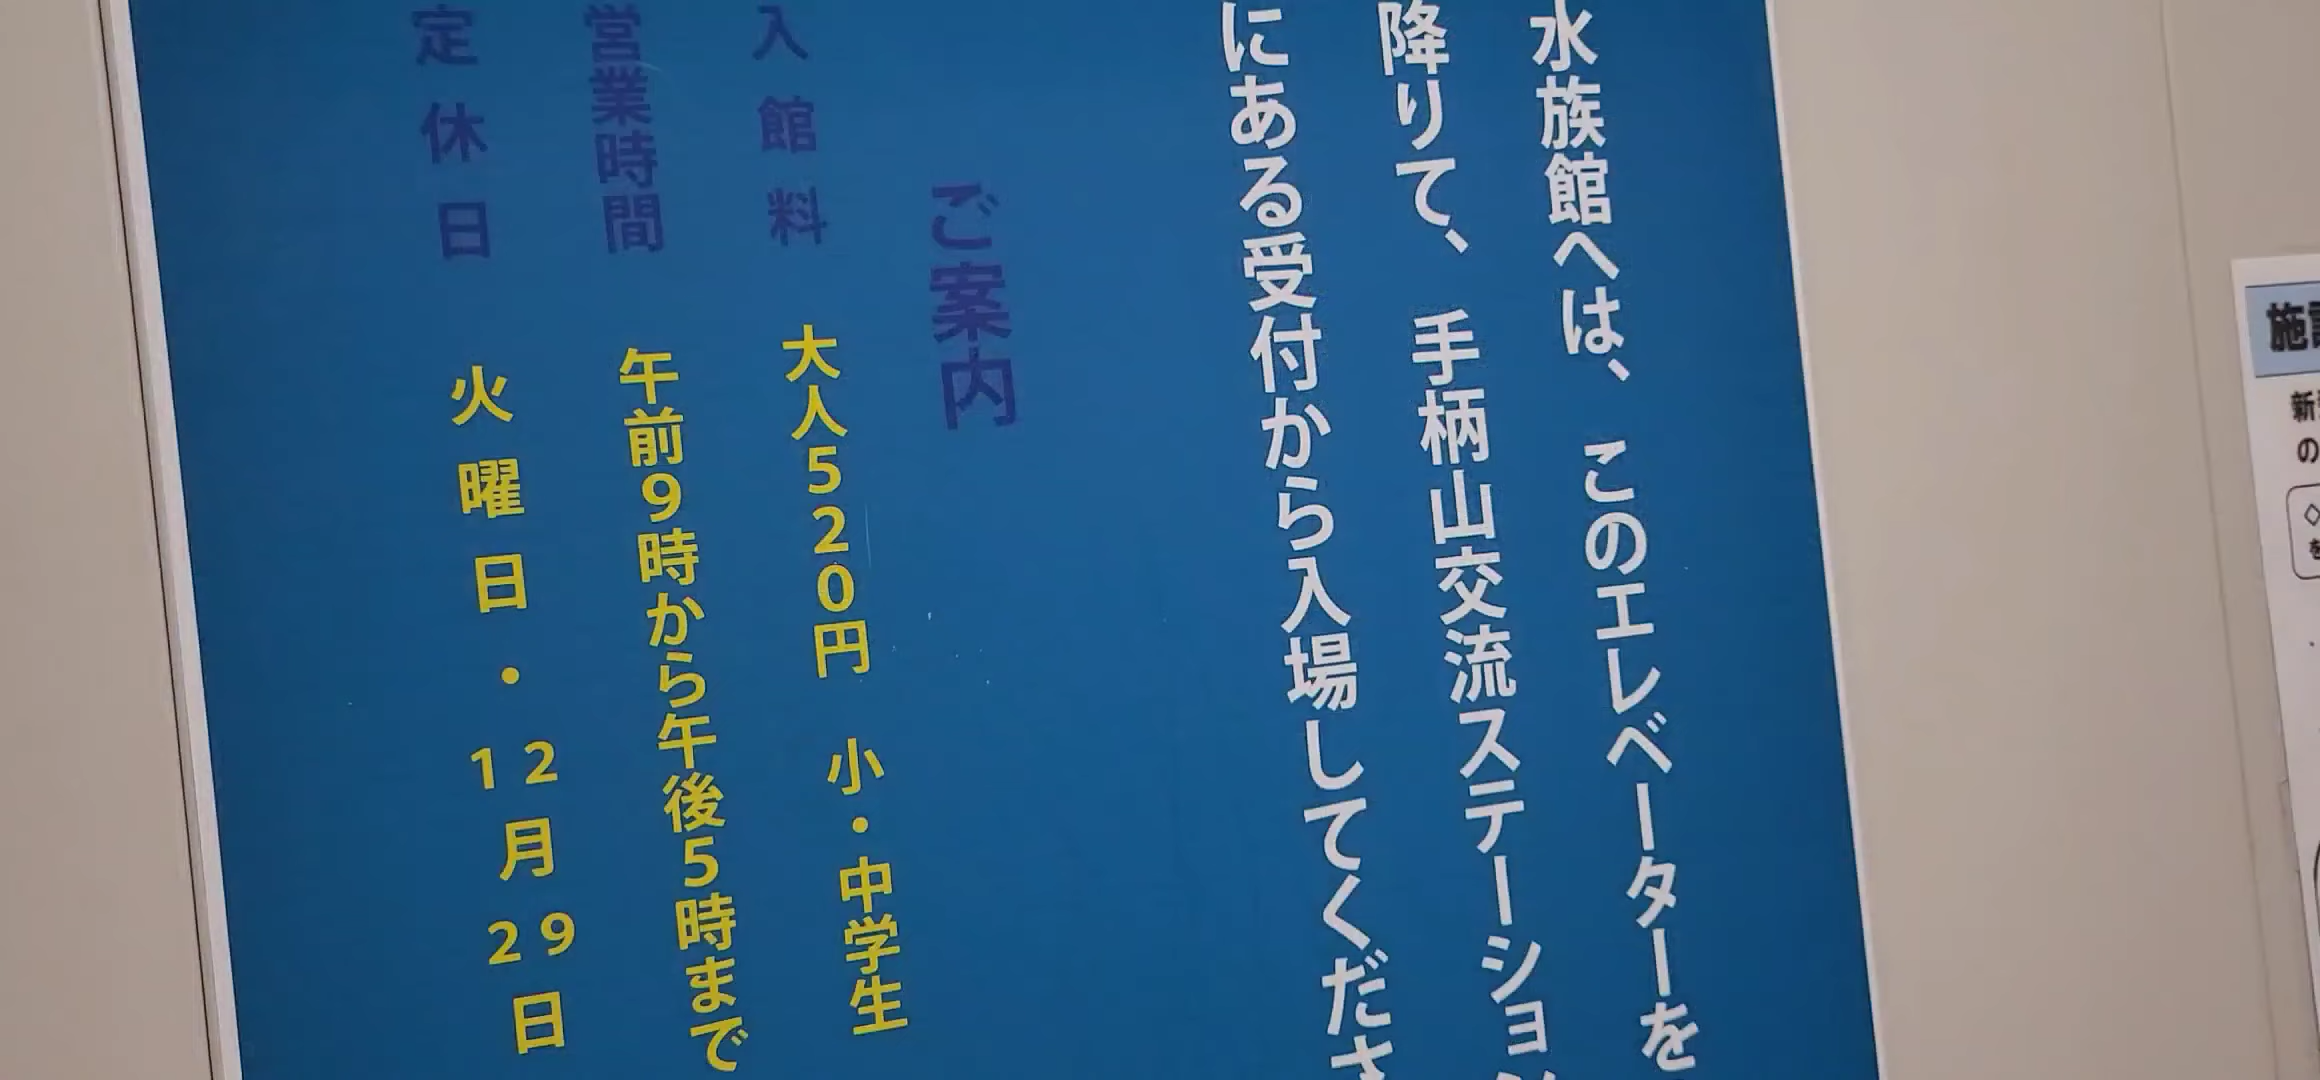 水族館へは、このエレベーターを
降りて、手柄山交流ステーション
にある受付から入場してくださ
ご案内
入館料 大人520円 小・中学生
営業時間 午前9時から午後5時まで
定休日 火曜日・12月29日
施設
新
の
◇
を